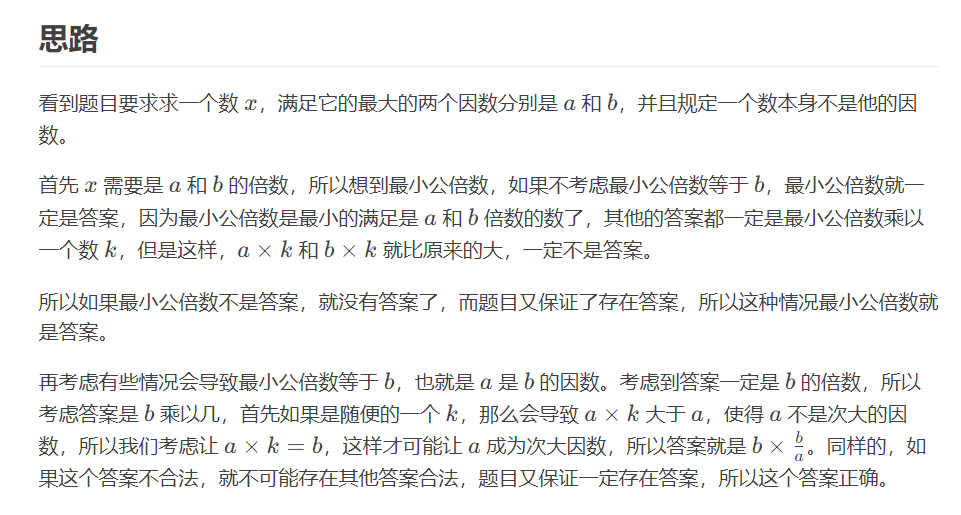 思路
看到题目要求求一个数 x，满足它的最大的两个因数分别是 a 和 b，并且规定一个数本身不是他的因
数。
首先 x 需要是 a 和 b 的倍数，所以想到最小公倍数，如果不考虑最小公倍数等于 b，最小公倍数就一
定是答案，因为最小公倍数是最小的满足是 a 和 b 倍数的数了，其他的答案都一定是最小公倍数乘以
一个数 k，但是这样，a × k 和 b × k 就比原来的大，一定不是答案。
所以如果最小公倍数不是答案，就没有答案了，而题目又保证了存在答案，所以这种情况最小公倍数就
是答案。
再考虑有些情况会导致最小公倍数等于 b，也就是 a 是 b 的因数。考虑到答案一定是 b 的倍数，所以
考虑答案是 b 乘以几，首先如果是随便的一个 k，那么会导致 a × k 大于 a，使得 a 不是次大的因
数，所以我们考虑让 a × k = b，这样才可能让 a 成为次大因数，所以答案就是 b × b/a。同样的，如
果这个答案不合法，就不可能存在其他答案合法，题目又保证一定存在答案，所以这个答案正确。